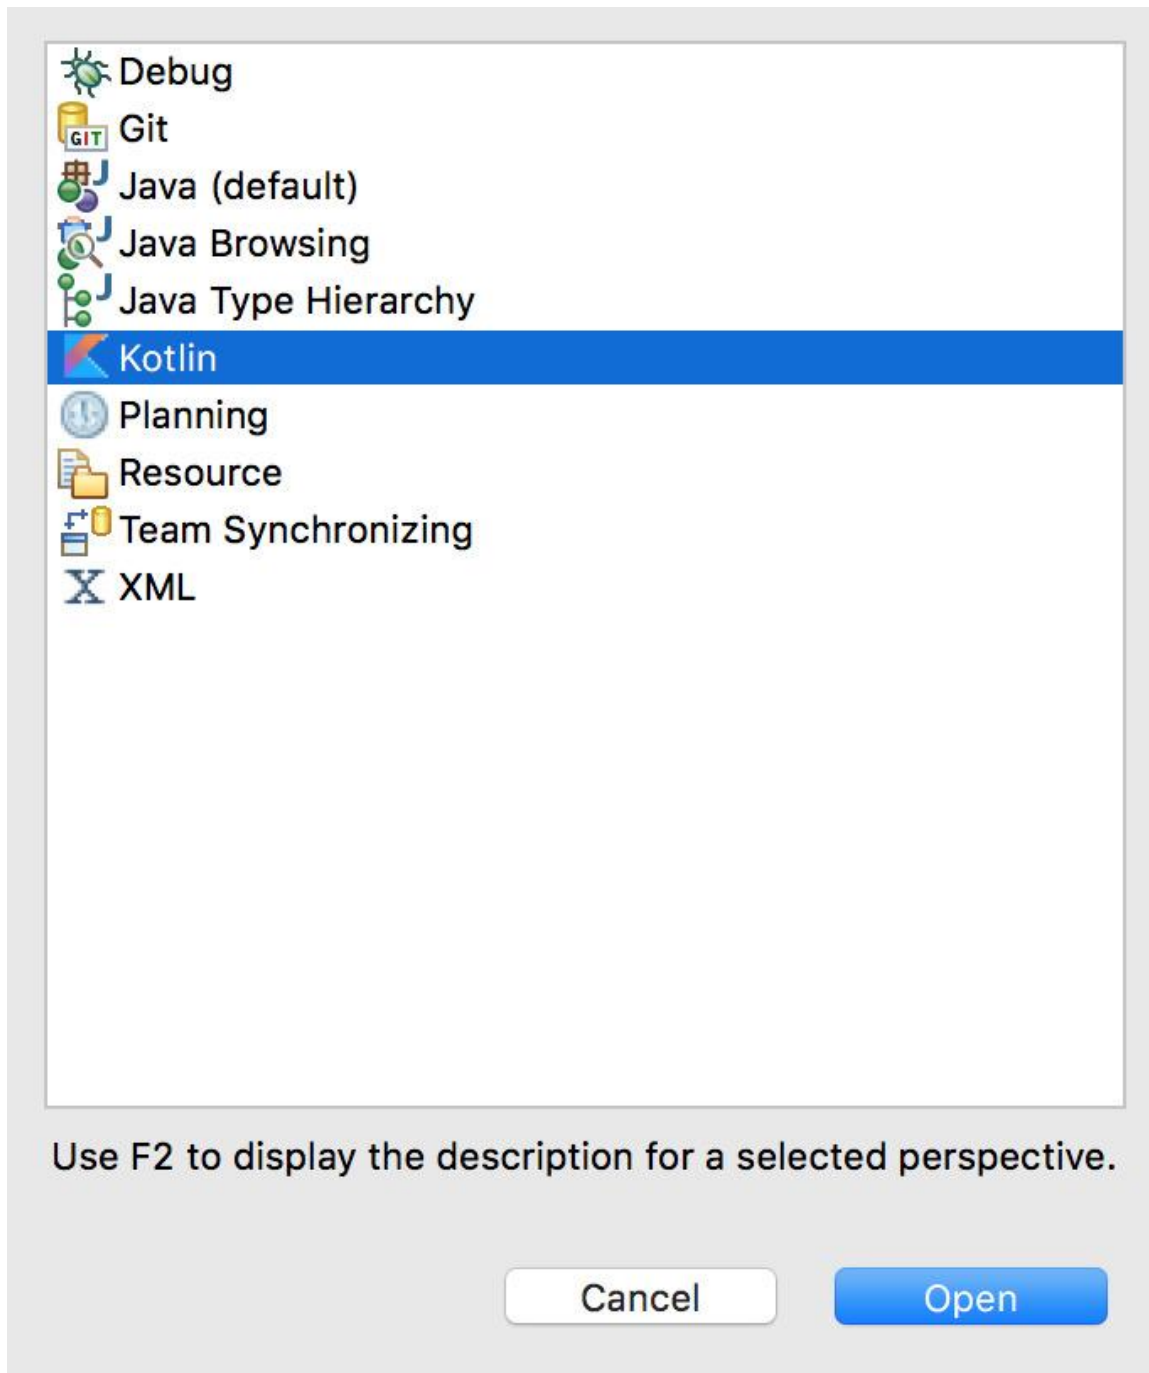 Debug
GIT Git
Java (default)
Java Browsing
Java Type Hierarchy
Kotlin
Planning
Resource
Team Synchronizing
X XML
Use F2 to display the description for a selected perspective.
Cancel Open